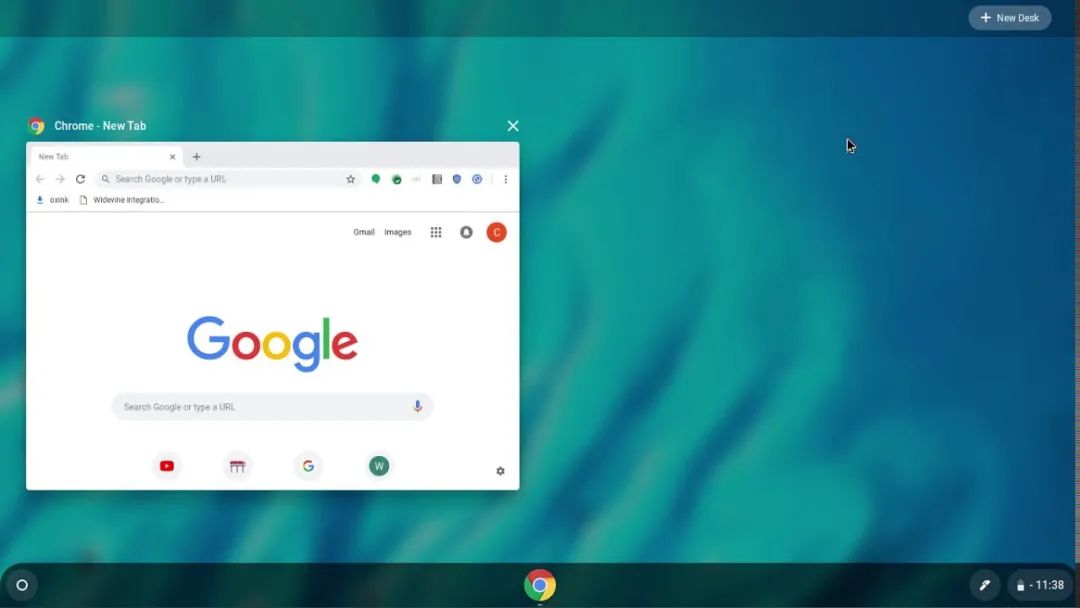 + New Desk
Chrome - New Tab
New Tab
Search Google or type a URL
oxink
Widevine Integratio...
Gmail Images
C
Google
Search Google or type a URL
G
W
- 11:38